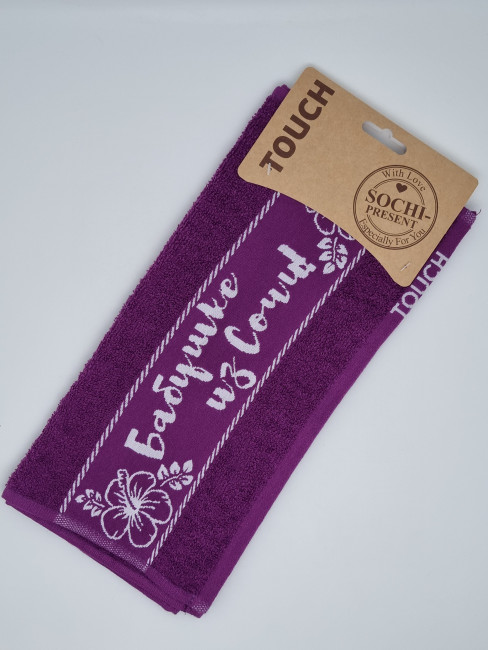 TOUCH
With Love
SOCHI-
PRESENT
Especially For You
TOUCH
Бабушке
из Сочи!